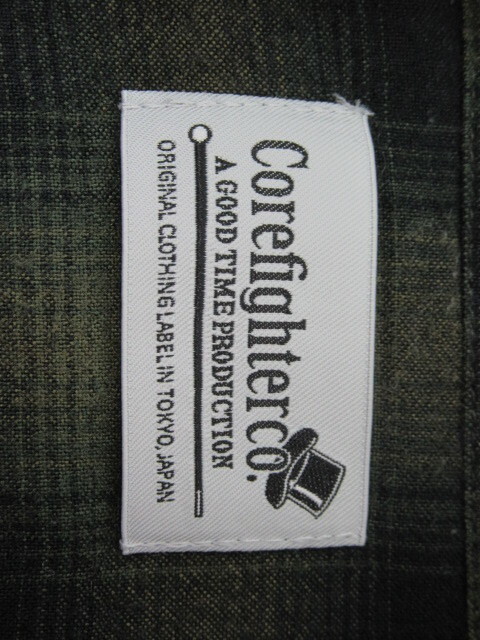 Corefighterco.
A GOOD TIME PRODUCTION
ORIGINAL CLOTHING LABEL IN TOKYO, JAPAN